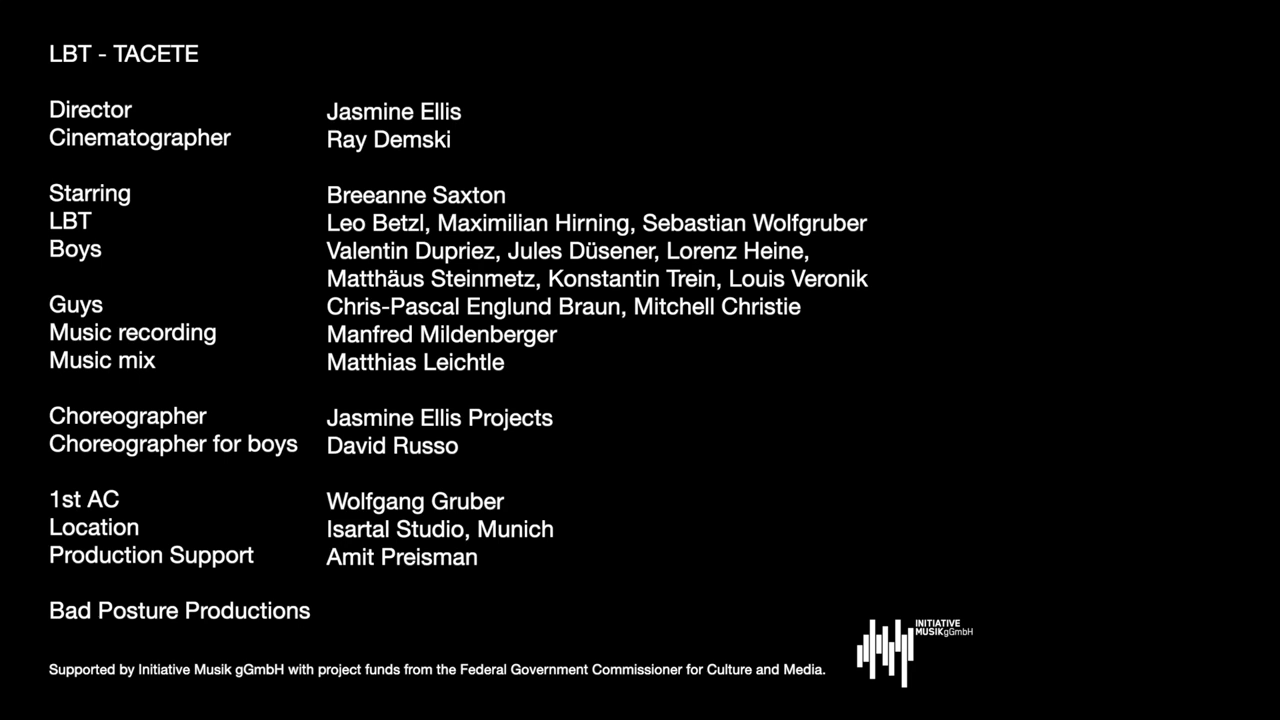 LBT - TACETE
Director Jasmine Ellis
Cinematographer Ray Demski
Starring Breeanne Saxton
LBT Leo Betzl, Maximilian Hirning, Sebastian Wolfgruber
Boys Valentin Dupriez, Jules Düsener, Lorenz Heine,
Matthäus Steinmetz, Konstantin Trein, Louis Veronik
Guys Chris-Pascal Englund Braun, Mitchell Christie
Music recording Manfred Mildenberger
Music mix Matthias Leichtle
Choreographer Jasmine Ellis Projects
Choreographer for boys David Russo
1st AC Wolfgang Gruber
Location Isartal Studio, Munich
Production Support Amit Preisman
Bad Posture Productions
INITIATIVE
MUSIKgGmbH
Supported by Initiative Musik gGmbH with project funds from the Federal Government Commissioner for Culture and Media.